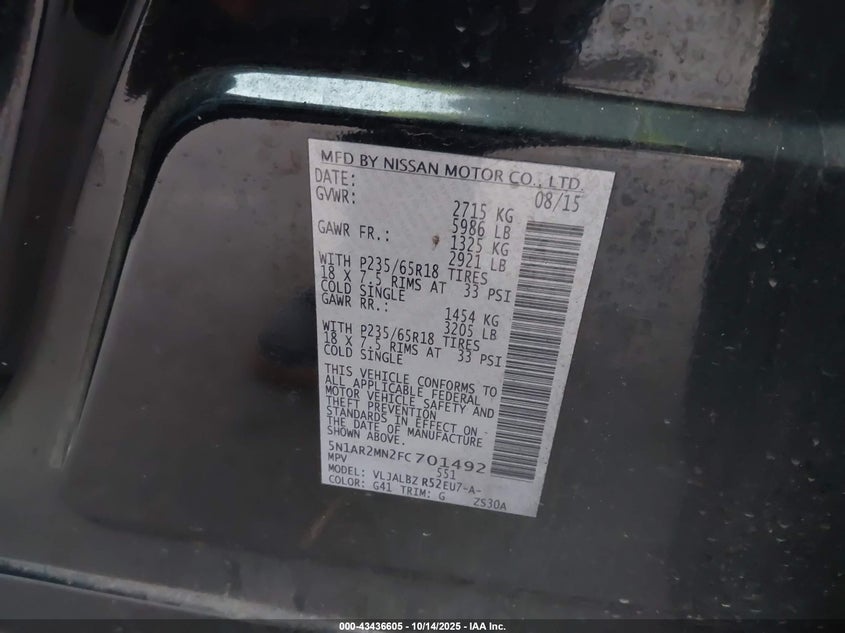 MFD BY NISSAN MOTOR CO., LTD.
DATE: 08/15
GVWR: 2715 KG
5986 LB
GAWR FR.: 1325 KG
2921 LB
WITH P235/65R18 TIRES
18 X 7.5 RIMS AT 33 PSI
COLD SINGLE
GAWR RR.: 1454 KG
3205 LB
WITH P235/65R18 TIRES
18 X 7.5 RIMS AT 33 PSI
COLD SINGLE
THIS VEHICLE CONFORMS TO
ALL APPLICABLE FEDERAL
MOTOR VEHICLE SAFETY AND
THEFT PREVENTION
STANDARDS IN EFFECT ON
THE DATE OF MANUFACTURE
SHOWN ABOVE.
5N1AR2MN2FC701492
MPV 551
MODEL: VLJALBZ R52EU7-A-
COLOR: G41 TRIM: G ZS30A
000-43436605 - 10/14/2025 - IAA Inc.